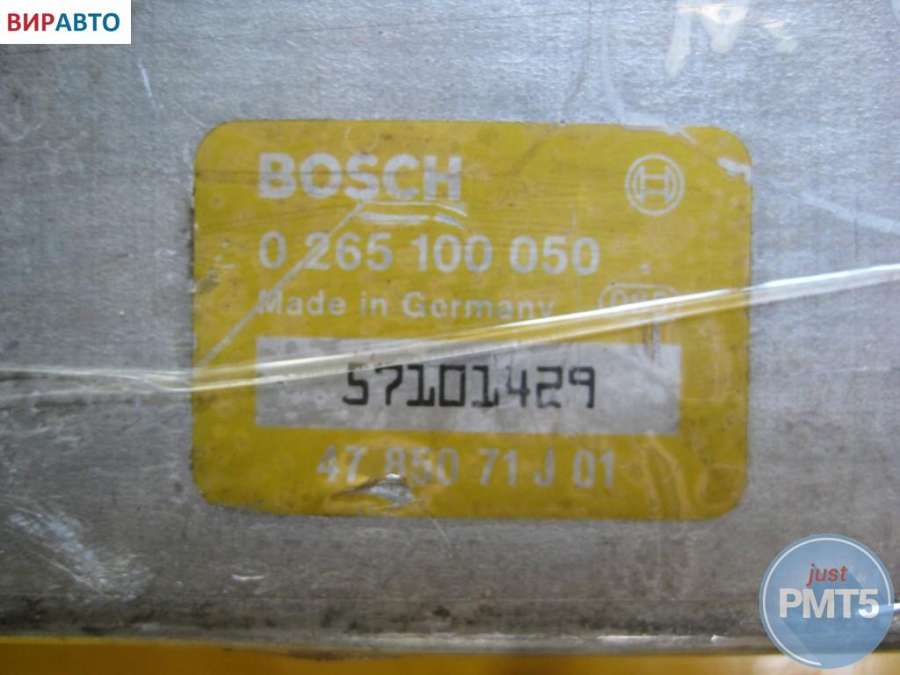 ВИРАВТО
BOSCH
0 265 100 050
Made in Germany
57101429
47 850 71 J 01
just
PMT5